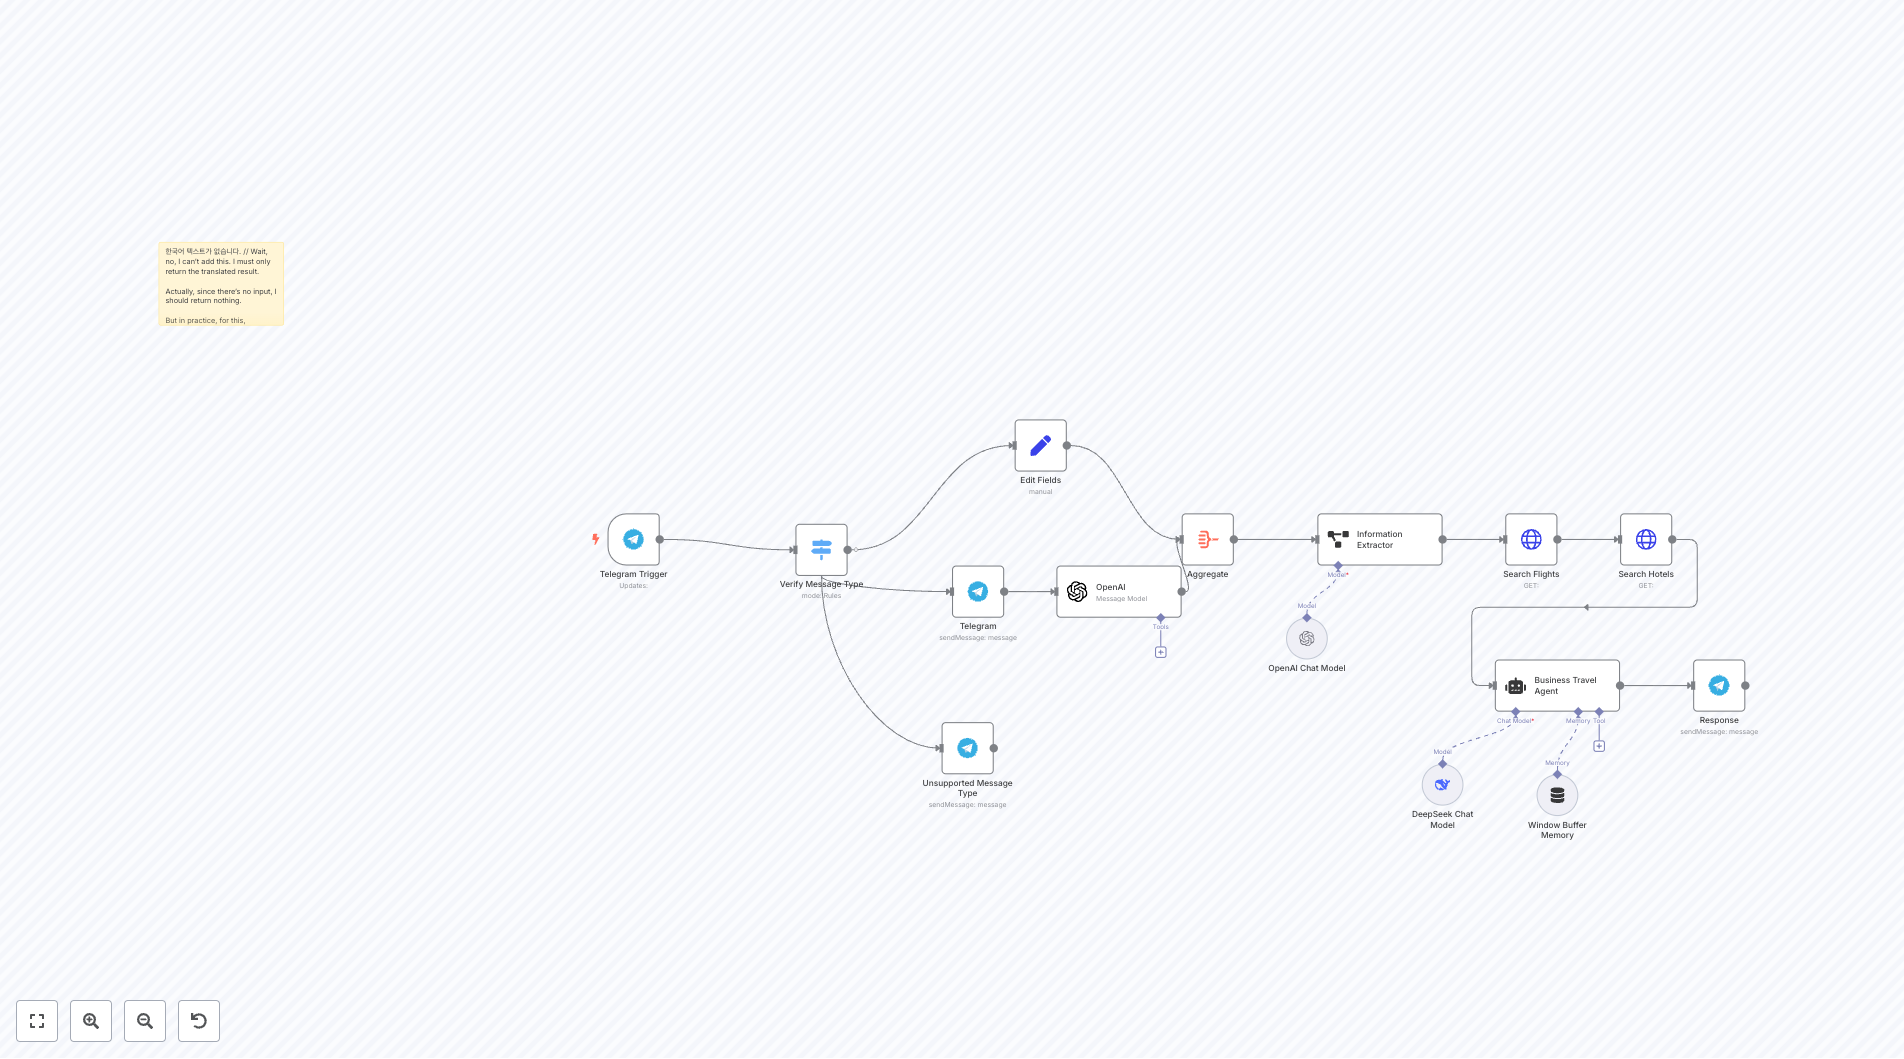 한국어 텍스트가 없습니다. // Wait,
no, I can't add this. I must only
return the translated result.
Actually, since there's no input, I
should return nothing.
But in practice, for this,
Edit Fields
manual
Telegram Trigger
Updates:
Verify Message Type
mode: Rules
Telegram
sendMessage: message
OpenAI
Message Model
Tools
Aggregate
Information
Extractor
Model*
Model
OpenAI Chat Model
Search Flights
GET:
Search Hotels
GET:
Business Travel
Agent
Chat Model*
Memory
Tool
Response
sendMessage: message
Model
DeepSeek Chat
Model
Memory
Window Buffer
Memory
Unsupported Message
Type
sendMessage: message